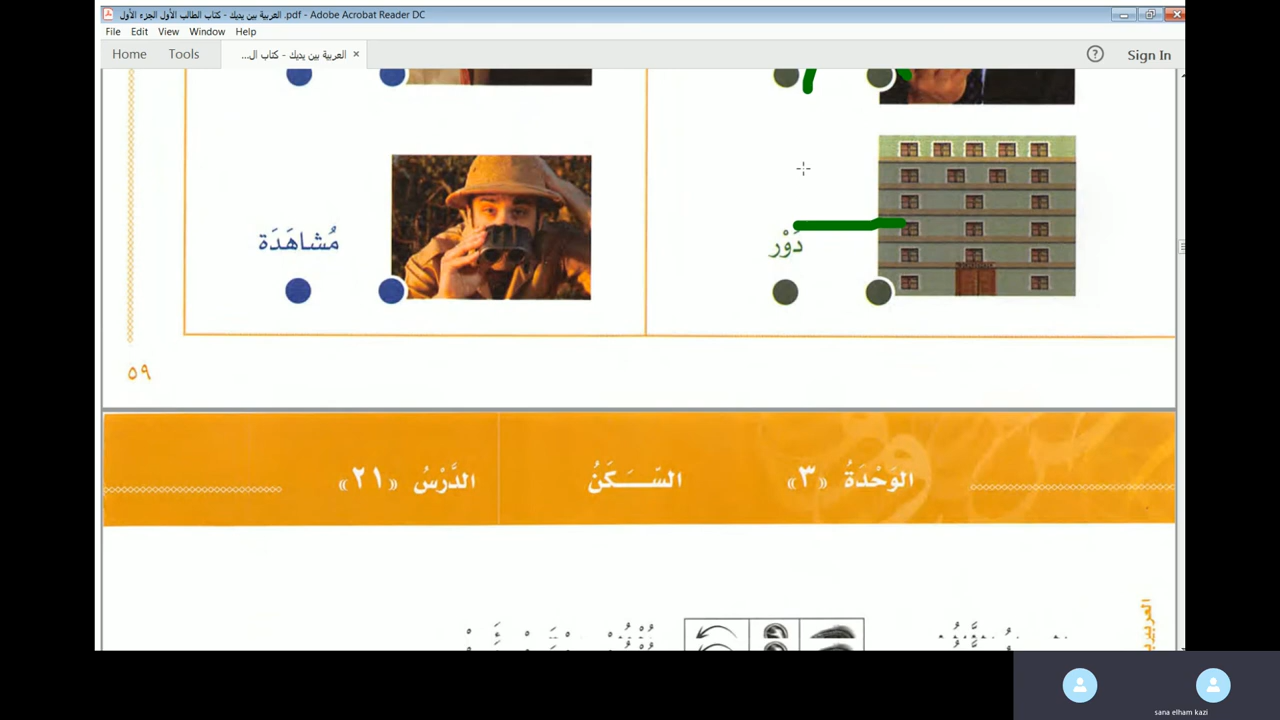 العربية بين يديك - كتاب الطالب الأول الجزء الأول.pdf - Adobe Acrobat Reader DC
File Edit View Window Help
Home Tools العربية بين يديك - كتاب ال... × ? Sign In
دَوْر
مُشاهَدَة
٥٩
الوَحْدَةُ «٣» السَّكَنُ الدَّرْسُ «٢١»
sana elham kazi